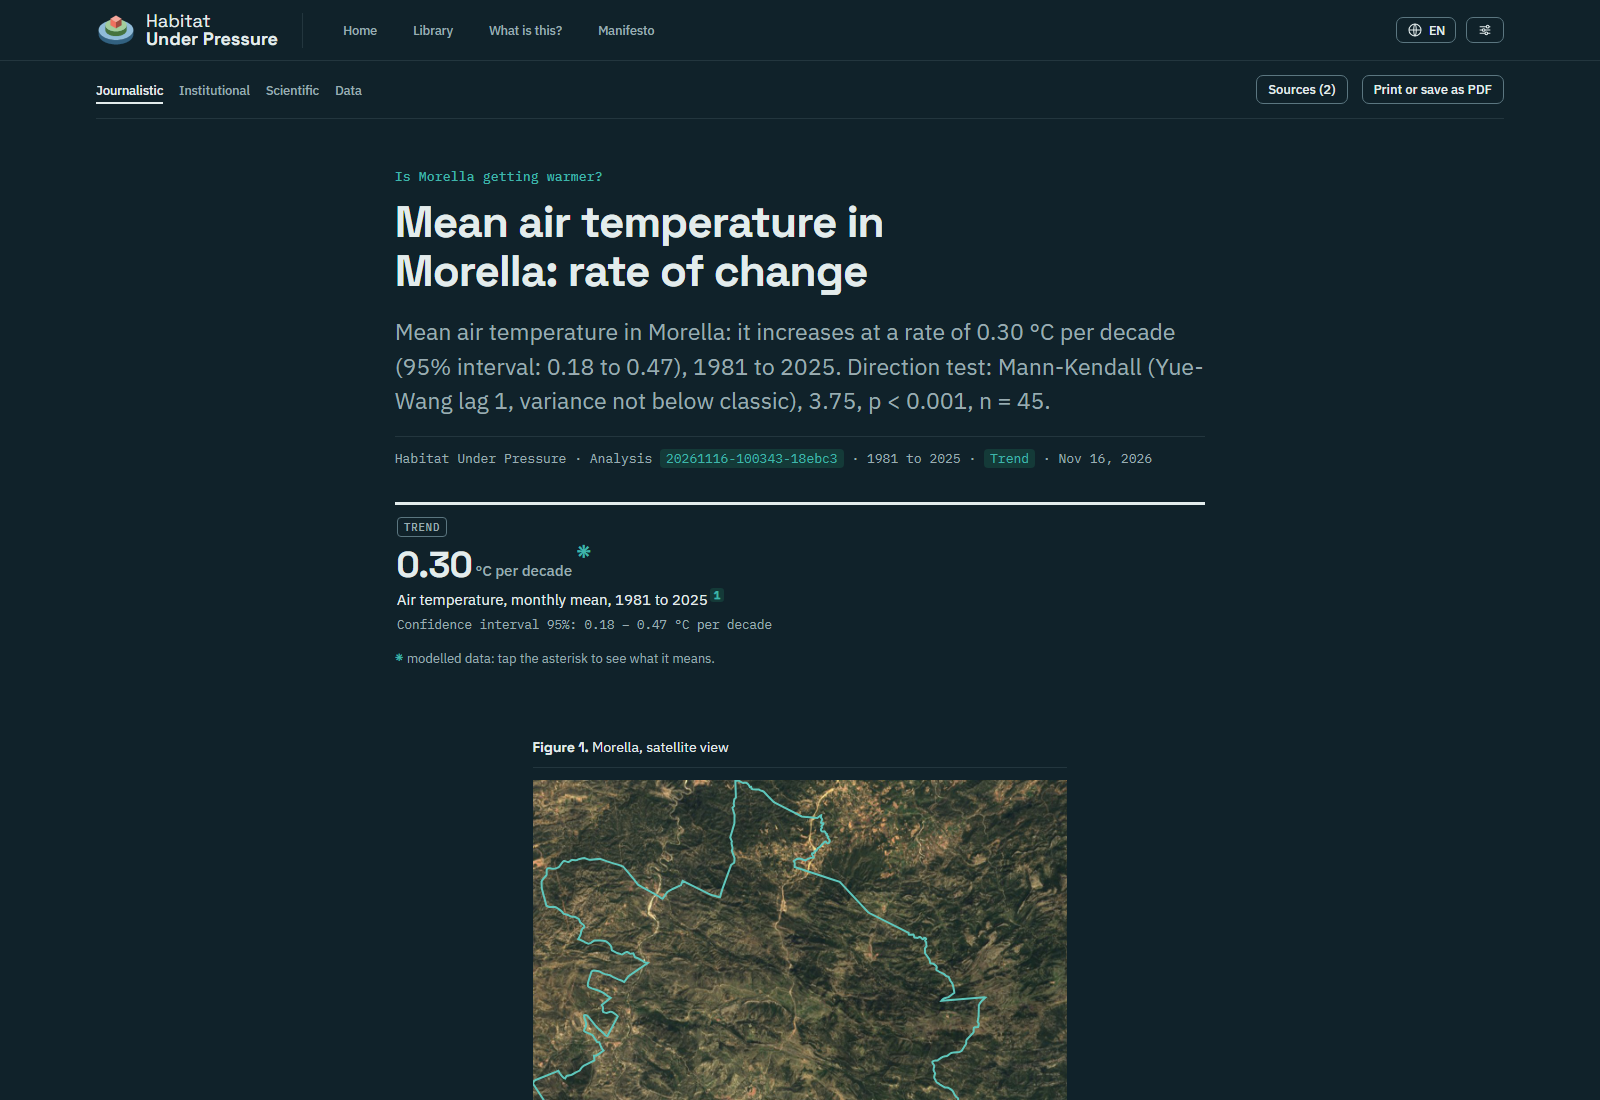 Habitat
Under Pressure
Home
Library
What is this?
Manifesto
EN
Journalistic
Institutional
Scientific
Data
Sources (2)
Print or save as PDF
Is Morella getting warmer?
Mean air temperature in
Morella: rate of change
Mean air temperature in Morella: it increases at a rate of 0.30 °C per decade
(95% interval: 0.18 to 0.47), 1981 to 2025. Direction test: Mann-Kendall (Yue-
Wang lag 1, variance not below classic), 3.75, p < 0.001, n = 45.
Habitat Under Pressure · Analysis 20261116-100343-18ebc3 · 1981 to 2025 · Trend · Nov 16, 2026
TREND
0.30 °C per decade *
Air temperature, monthly mean, 1981 to 2025 1
Confidence interval 95%: 0.18 – 0.47 °C per decade
* modelled data: tap the asterisk to see what it means.
Figure 1. Morella, satellite view